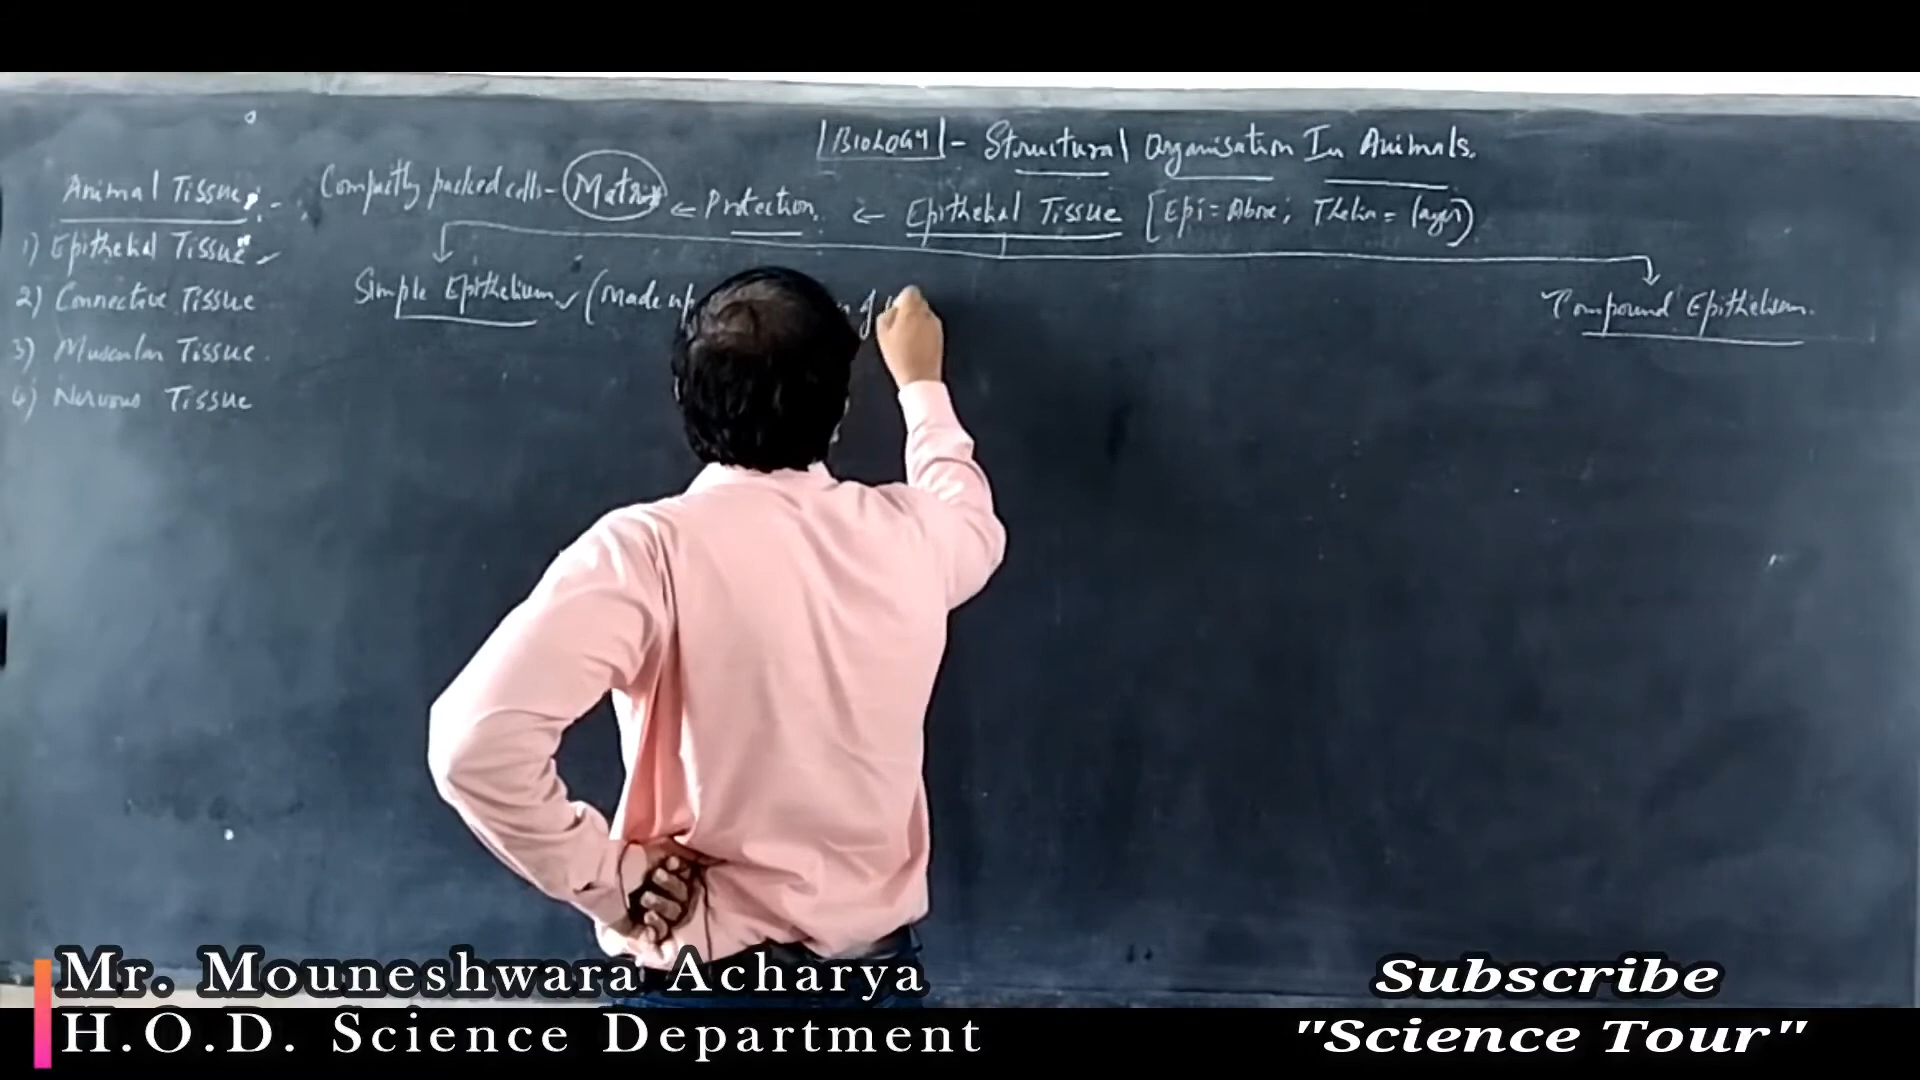 BIOLOGY - Structural Organisation In Animals.
Animal Tissue :- Compactly packed cells - Matrix ← Protection ← Epithelial Tissue [Epi = Above;
1) Epithelial Tissue
Simple Epithelium (Made up
Compound Epithelium.
2) Connective Tissue
3) Muscular Tissue
4) Nervous Tissue
Mr. Mouneshwara Acharya
H.O.D. Science Department
Subscribe
"Science Tour"